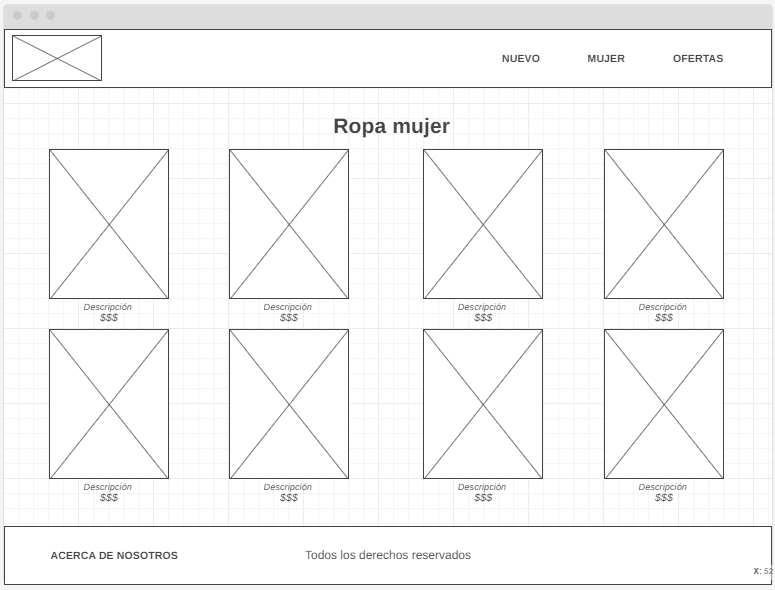 NUEVO MUJER OFERTAS
Ropa mujer
Descripción Descripción Descripción Descripción
$$$ $$$ $$$ $$$
Descripción Descripción Descripción Descripción
$$$ $$$ $$$ $$$
ACERCA DE NOSOTROS Todos los derechos reservados
X: 52